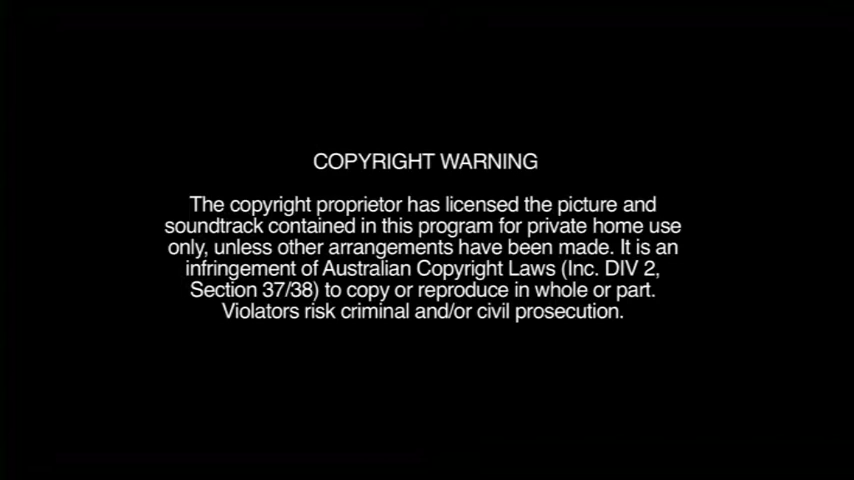 COPYRIGHT WARNING
The copyright proprietor has licensed the picture and
soundtrack contained in this program for private home use
only, unless other arrangements have been made. It is an
infringement of Australian Copyright Laws (Inc. DIV 2,
Section 37/38) to copy or reproduce in whole or part.
Violators risk criminal and/or civil prosecution.